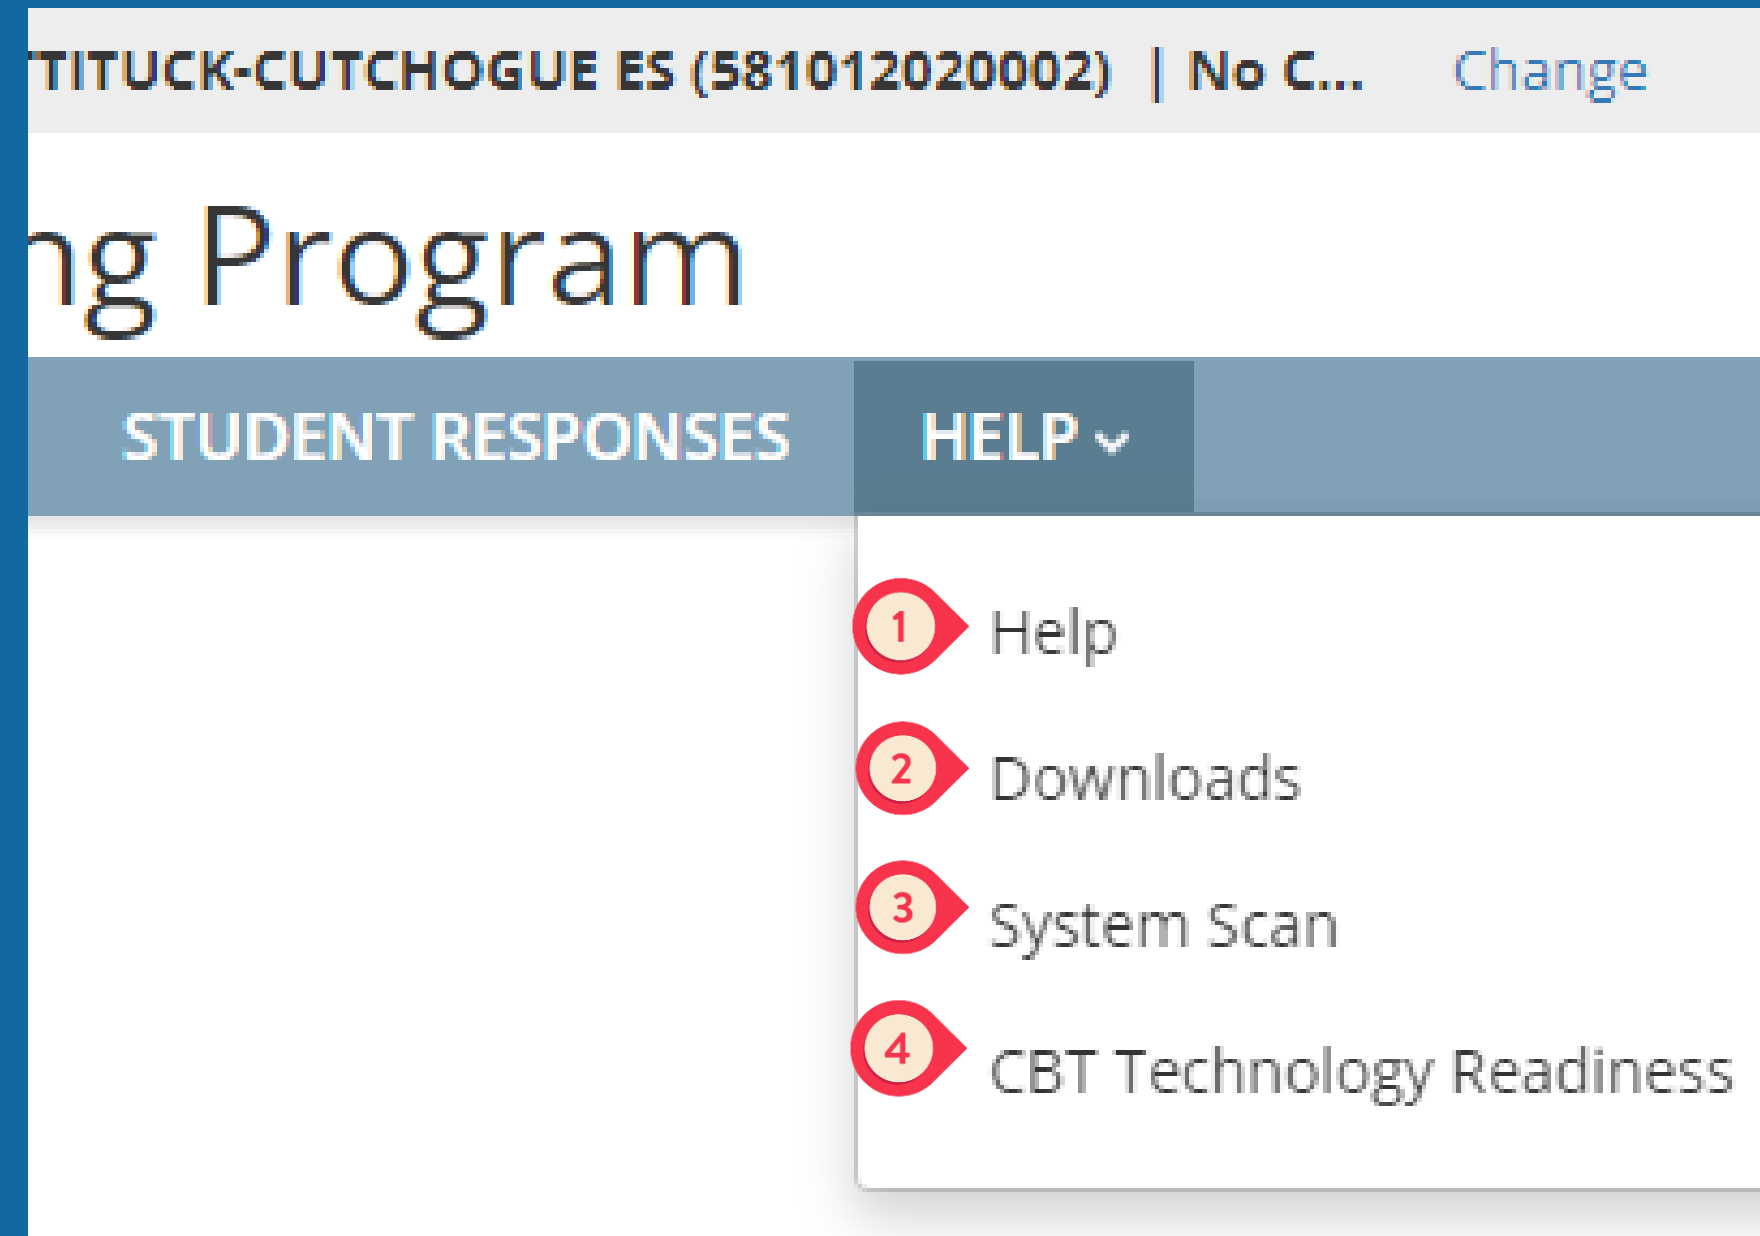 TTITUCK-CUTCHOGUE ES (581012020002) | No C... Change
ng Program
STUDENT RESPONSES HELP
1 Help
2 Downloads
3 System Scan
4 CBT Technology Readiness